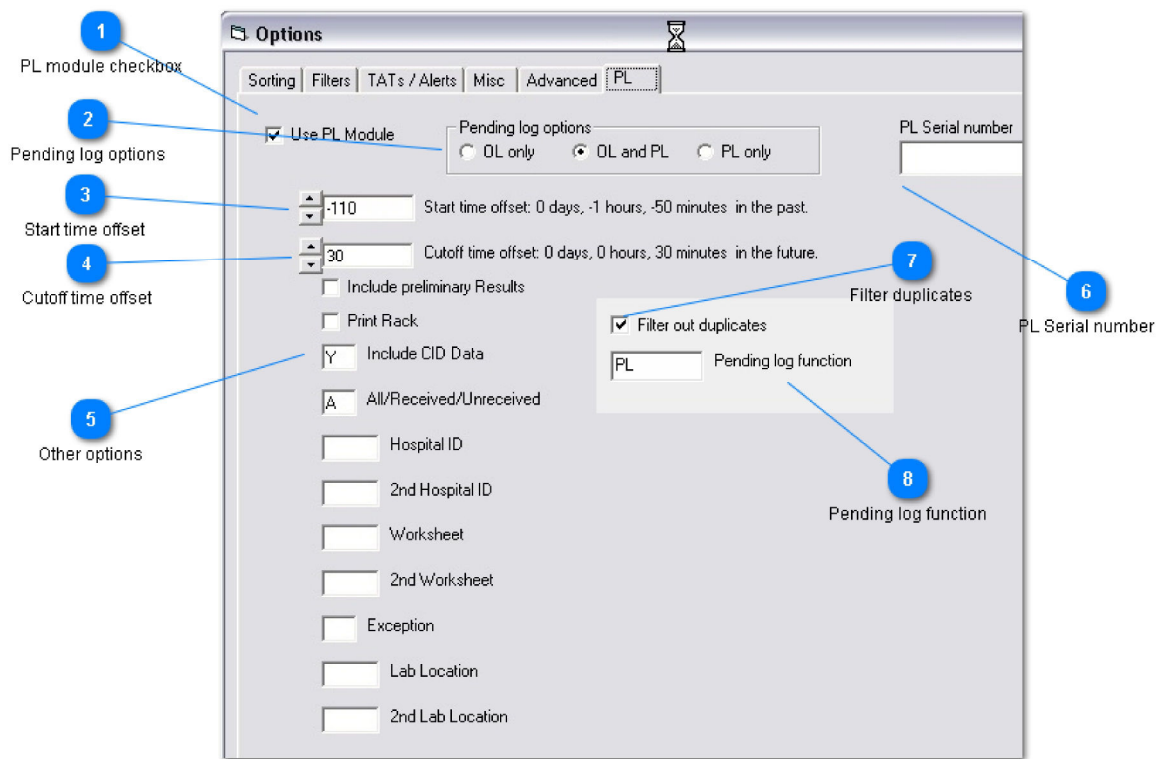 1
PL module checkbox
2
Pending log options
3
Start time offset
4
Cutoff time offset
5
Other options
Options
Sorting Filters TATs / Alerts Misc Advanced PL
Use PL Module
Pending log options
OL only OL and PL PL only
PL Serial number
-110 Start time offset: 0 days, -1 hours, -50 minutes in the past.
30 Cutoff time offset: 0 days, 0 hours, 30 minutes in the future.
Include preliminary Results
Print Rack
Y Include CID Data
A All/Received/Unreceived
Hospital ID
2nd Hospital ID
Worksheet
2nd Worksheet
Exception
Lab Location
2nd Lab Location
Filter out duplicates
PL Pending log function
7
Filter duplicates
6
PL Serial number
8
Pending log function